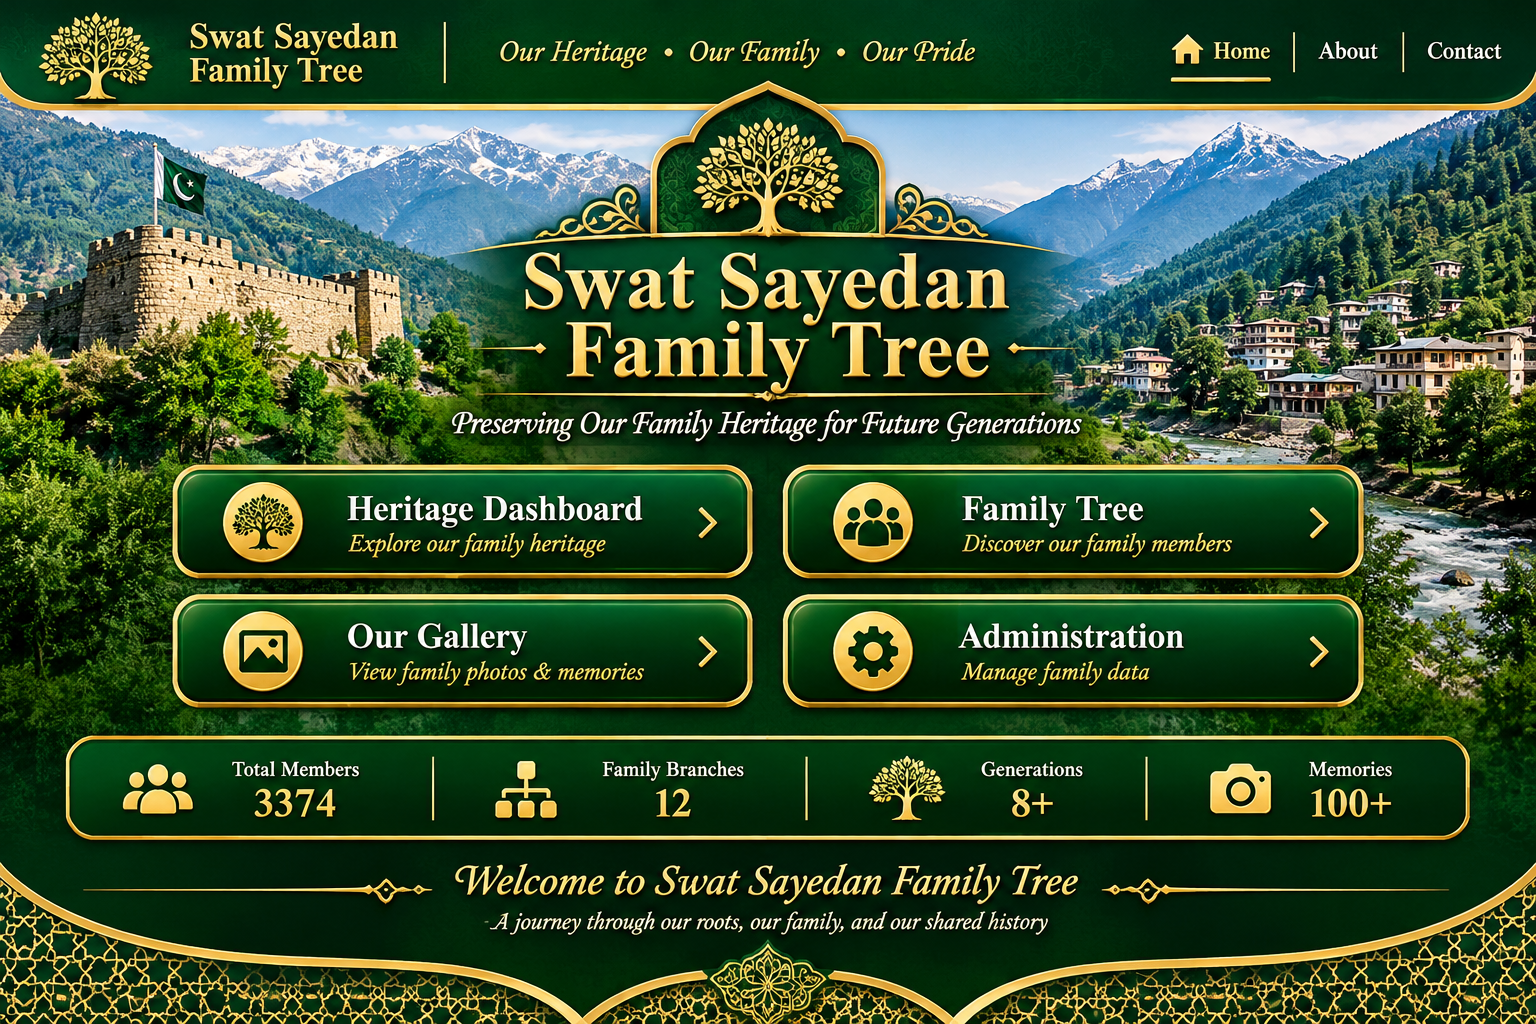 Swat Sayedan
Family Tree
Our Heritage • Our Family • Our Pride
Home
About
Contact
Swat Sayedan
Family Tree
Preserving Our Family Heritage for Future Generations
Heritage Dashboard
Explore our family heritage
Family Tree
Discover our family members
Our Gallery
View family photos & memories
Administration
Manage family data
Total Members
3374
Family Branches
12
Generations
8+
Memories
100+
Welcome to Swat Sayedan Family Tree
-A journey through our roots, our family, and our shared history